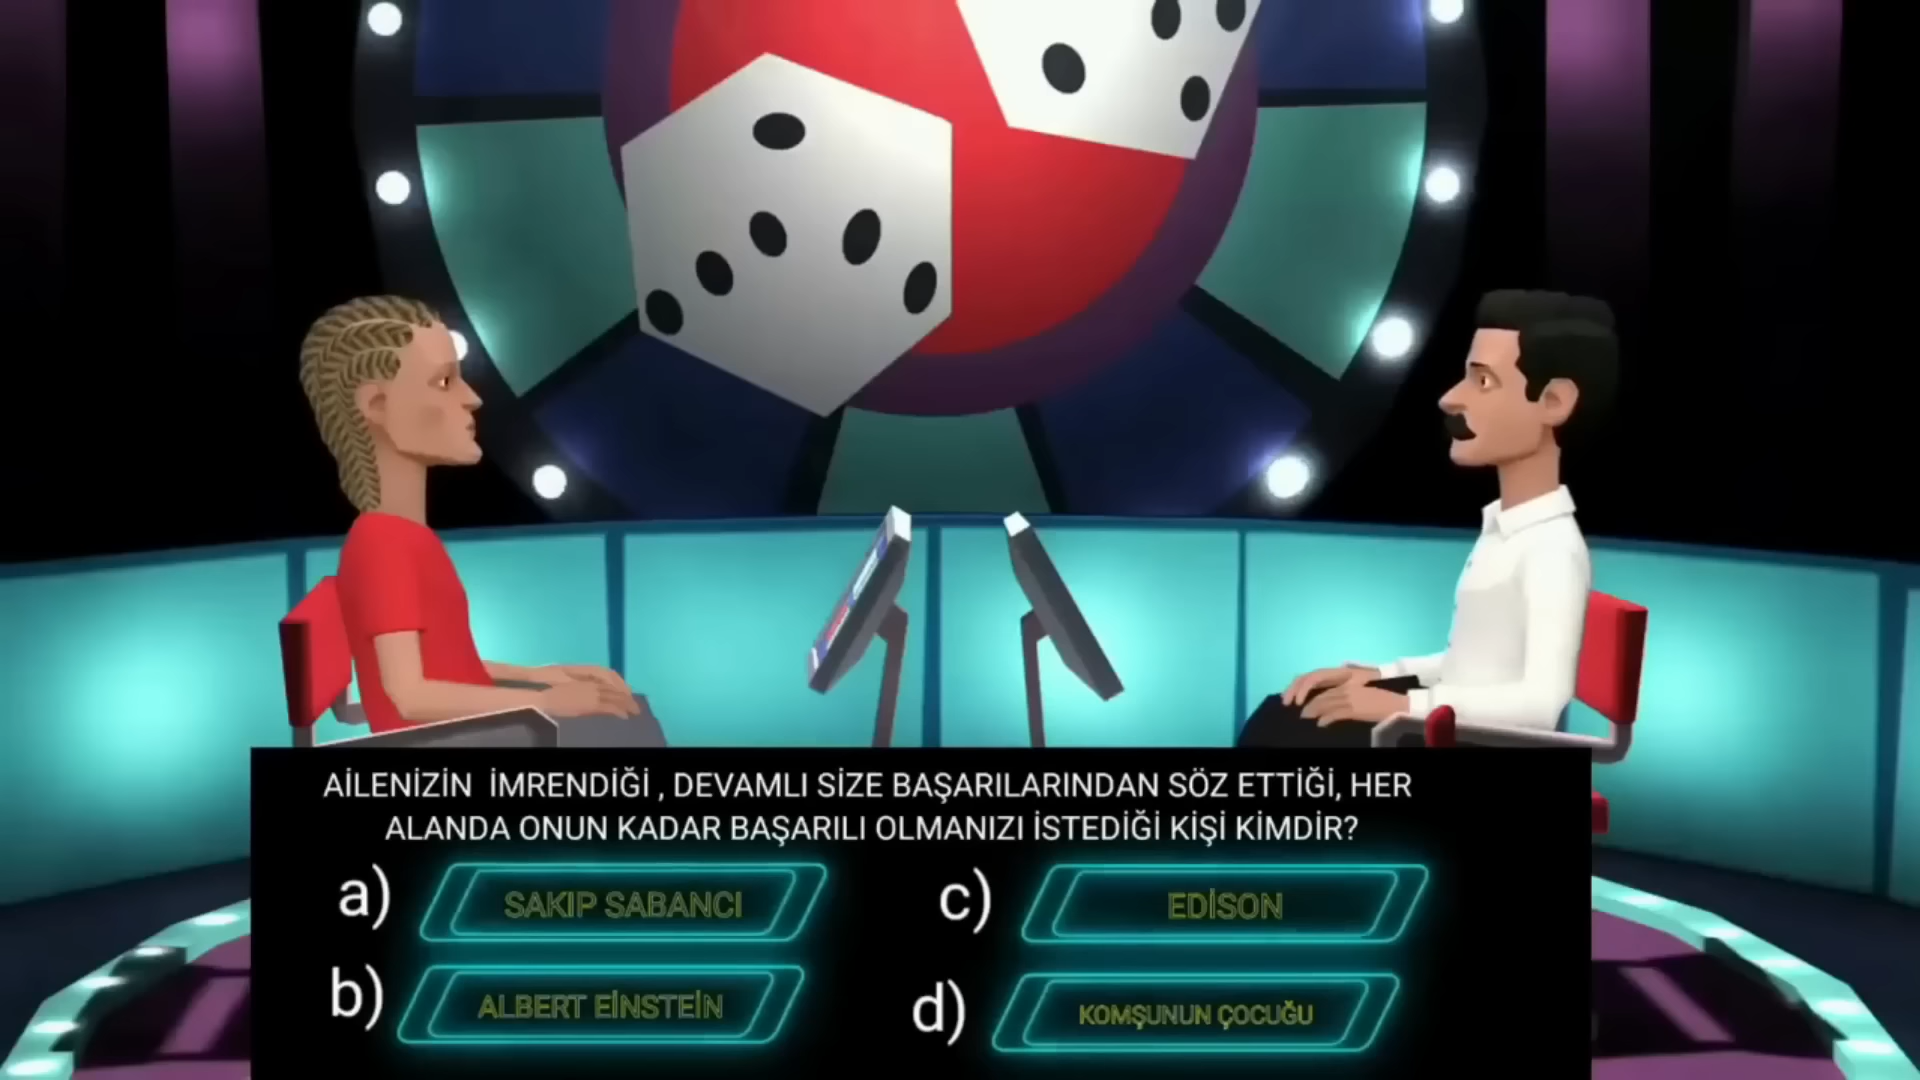 AİLENİZİN İMRENDİĞİ , DEVAMLI SİZE BAŞARILARINDAN SÖZ ETTİĞİ, HER
ALANDA ONUN KADAR BAŞARILI OLMANIZI İSTEDİĞİ KİŞİ KİMDİR?
a) SAKIP SABANCI
b) ALBERT EİNSTEİN
c) EDİSON
d) KOMŞUNUN ÇOCUĞU